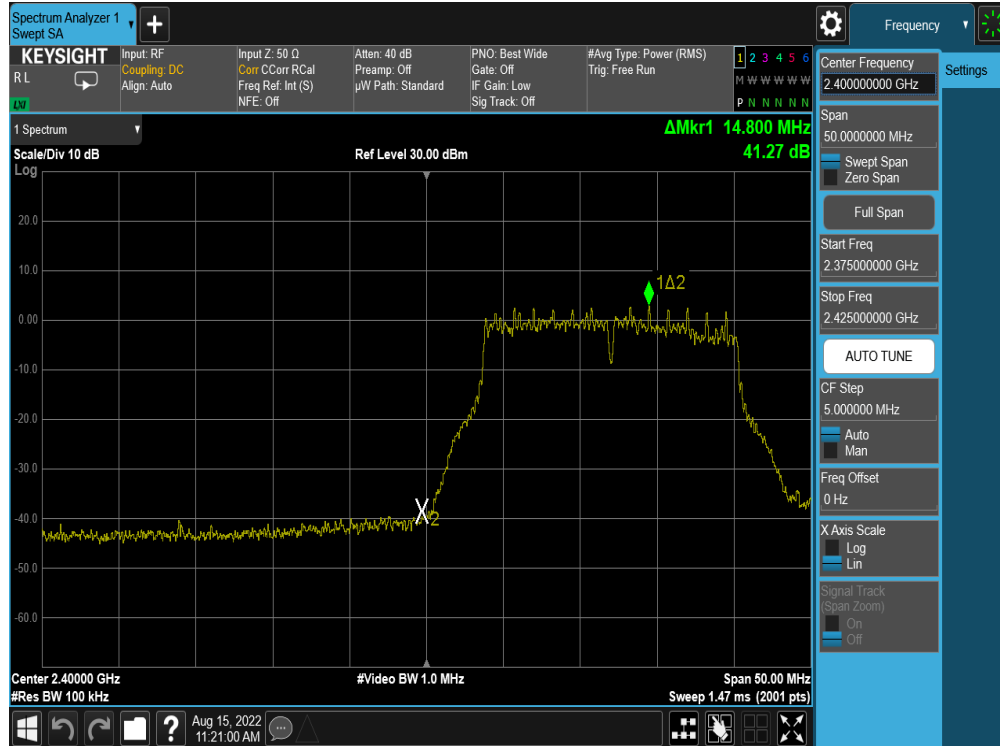 Spectrum Analyzer 1
Swept SA
+
Frequency
KEYSIGHT
RL
LXI
Input: RF
Coupling: DC
Align: Auto
Input Z: 50 Ω
Corr CCorr RCal
Freq Ref: Int (S)
NFE: Off
Atten: 40 dB
Preamp: Off
µW Path: Standard
PNO: Best Wide
Gate: Off
IF Gain: Low
Sig Track: Off
#Avg Type: Power (RMS)
Trig: Free Run
1 2 3 4 5 6
M W W W W W
P N N N N N
Center Frequency
2.400000000 GHz
Settings
Span
50.0000000 MHz
Swept Span
Zero Span
Full Span
Start Freq
2.375000000 GHz
Stop Freq
2.425000000 GHz
AUTO TUNE
CF Step
5.000000 MHz
Auto
Man
Freq Offset
0 Hz
X Axis Scale
Log
Lin
Signal Track
(Span Zoom)
On
Off
1 Spectrum
ΔMkr1 14.800 MHz
Scale/Div 10 dB
Ref Level 30.00 dBm
41.27 dB
Log
20.0
10.0
1Δ2
0.00
-10.0
-20.0
-30.0
-40.0
2
-50.0
-60.0
Center 2.40000 GHz
#Video BW 1.0 MHz
Span 50.00 MHz
#Res BW 100 kHz
Sweep 1.47 ms (2001 pts)
?
Aug 15, 2022
11:21:00 AM